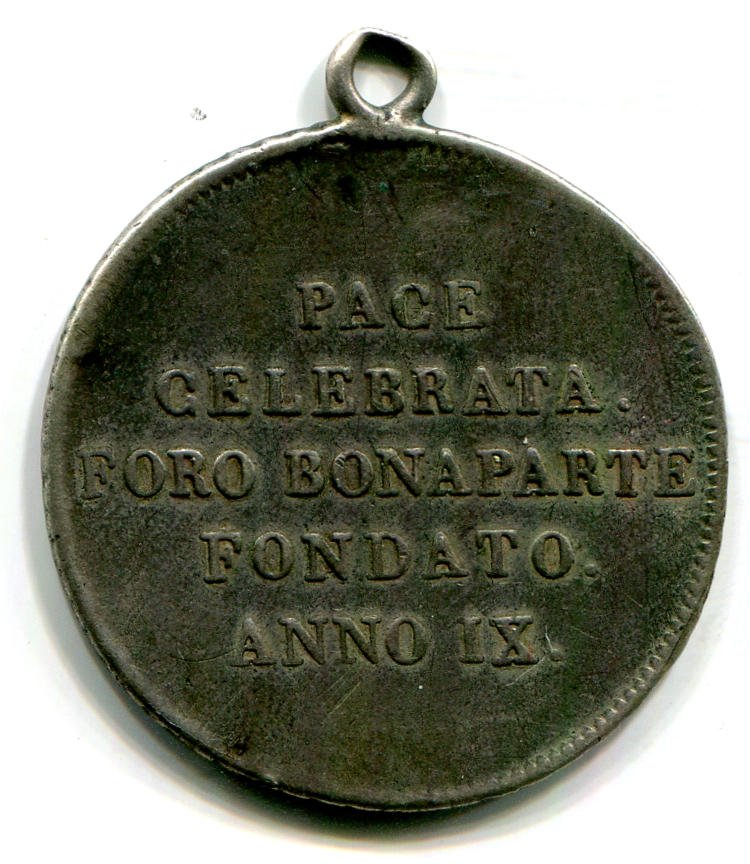 PACE
CELEBRATA.
FORO BONAPARTE
FONDATO.
ANNO IX.